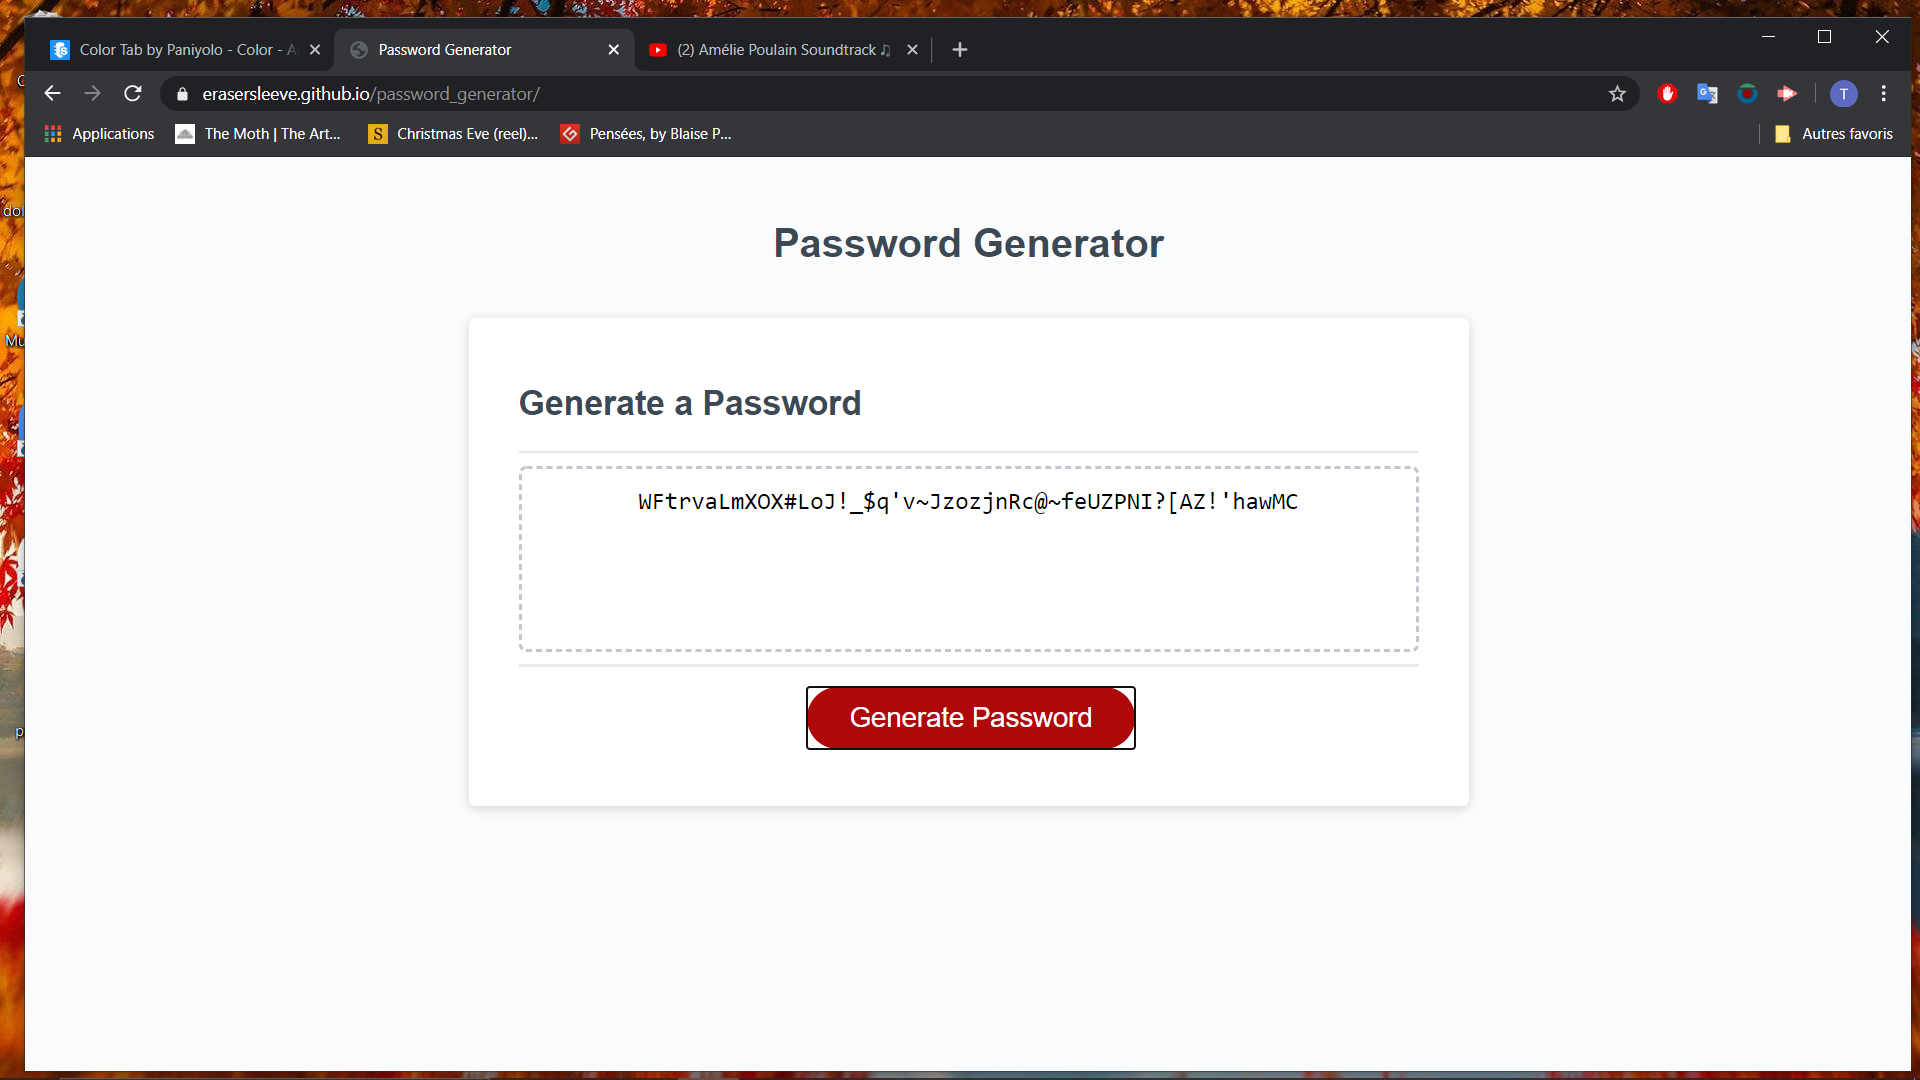 Color Tab by Paniyolo - Color - A
Password Generator
(2) Amélie Poulain Soundtrack ♫
erasersleeve.github.io/password_generator/
T
Applications
The Moth | The Art...
S
Christmas Eve (reel)...
Pensées, by Blaise P...
Autres favoris
doi
Mu
p
Password Generator
Generate a Password
WFtrvaLmXOX#LoJ!_$q'v~JzozjnRc@~feUZPNI?[AZ!'hawMC
Generate Password